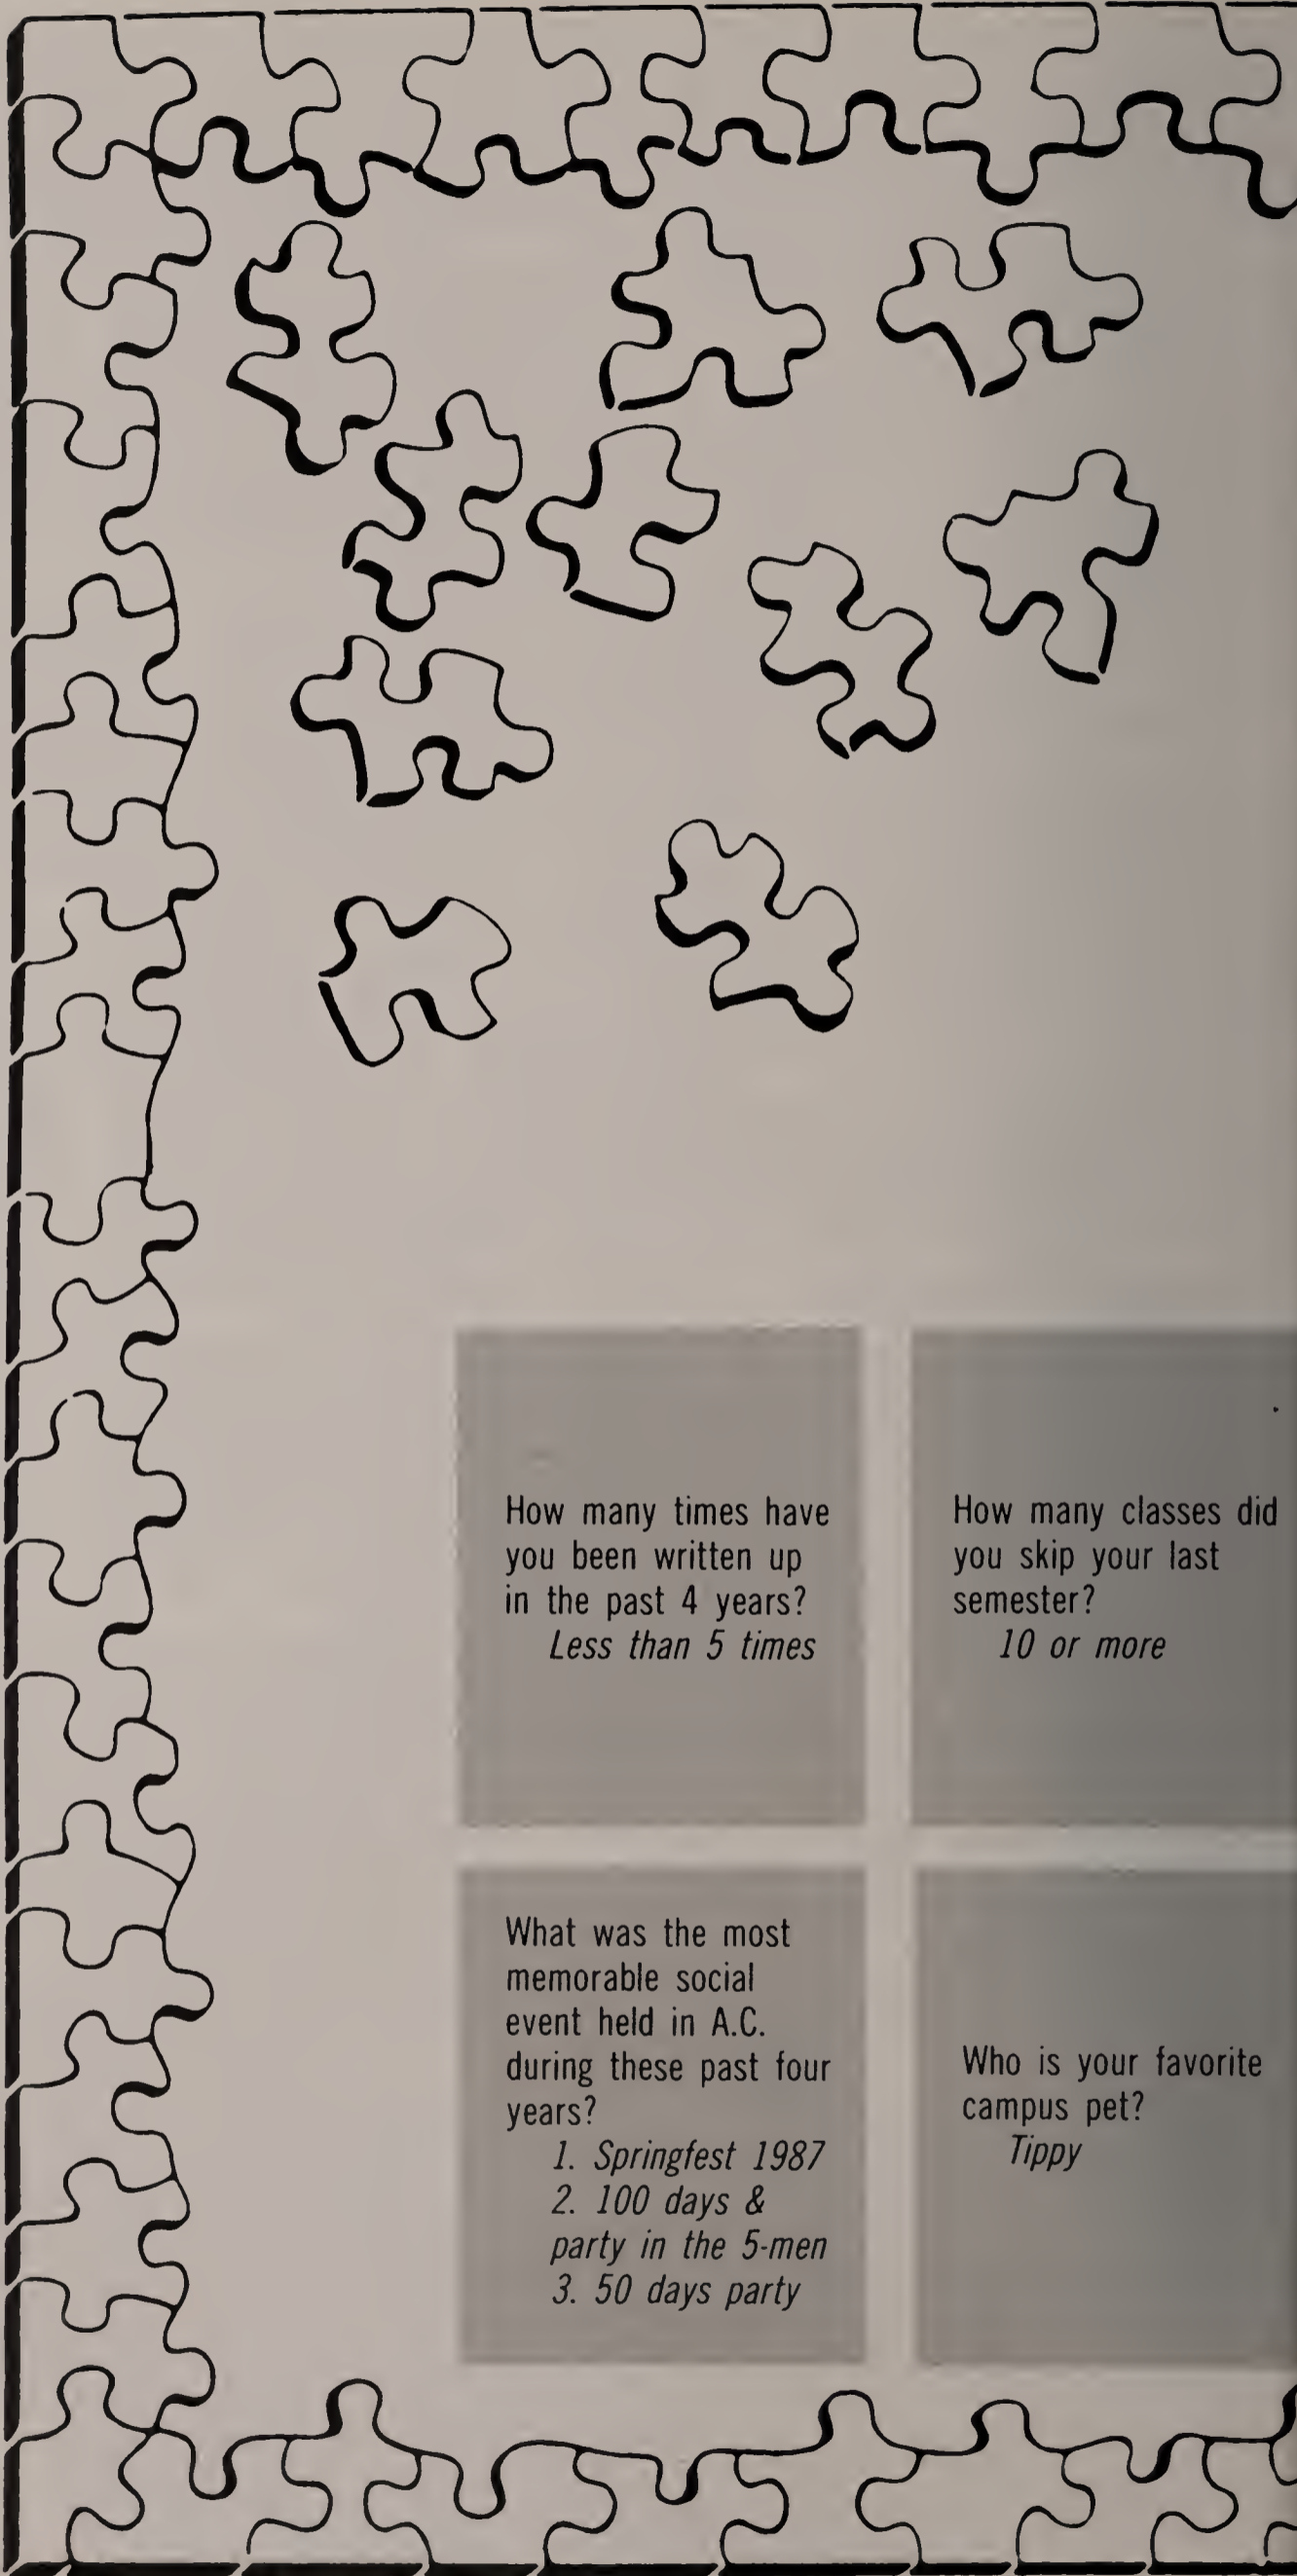 How many times have
you been written up
in the past 4 years?
Less than 5 times
How many classes did
you skip your last
semester?
10 or more
What was the most
memorable social
event held in A.C.
during these past four
years?
1. Springfest 1987
2. 100 days &
party in the 5-men
3. 50 days party
Who is your favorite
campus pet?
Tippy